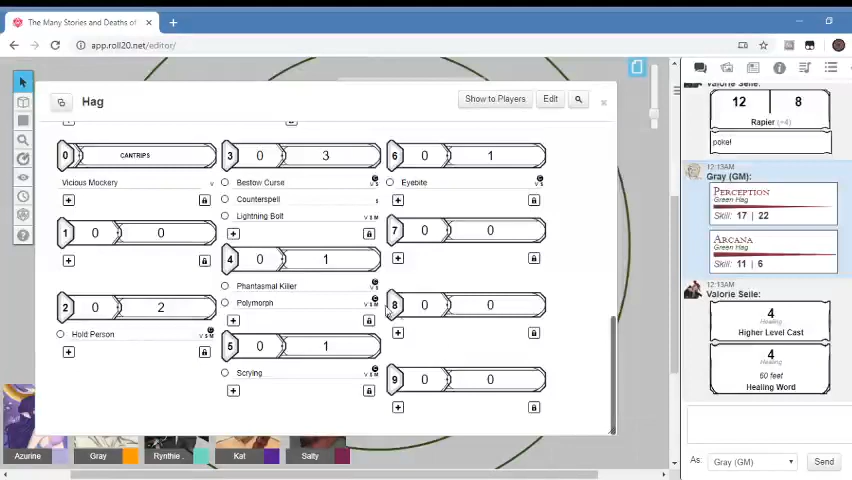 The Many Stories and Deaths of
app.roll20.net/editor/
Hag
Show to Players
Edit
0 CANTRIPS
Vicious Mockery V
1 0 0
2 0 2
Hold Person C V S M
3 0 3
Bestow Curse C V S
Counterspell S
Lightning Bolt V S M
4 0 1
Phantasmal Killer C V S
Polymorph C V S M
5 0 1
Scrying C V S M
6 0 1
Eyebite C V S
7 0 0
8 0 0
9 0 0
Azurine
Gray
Rynthie .
Kat
Salty
Valorie Selle:
12 8
Rapier (+4)
poke!
12:13AM
Gray (GM):
PERCEPTION
Green Hag
Skill: 17 | 22
ARCANA
Green Hag
Skill: 11 | 6
12:13AM
Valorie Selle:
4
Healing
Higher Level Cast
4
Healing
60 feet
Healing Word
As:
Gray (GM)
Send